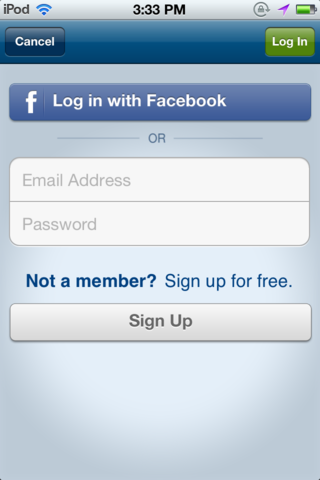 iPod 3:33 PM
Cancel Log In
f Log in with Facebook
OR
Email Address
Password
Not a member? Sign up for free.
Sign Up